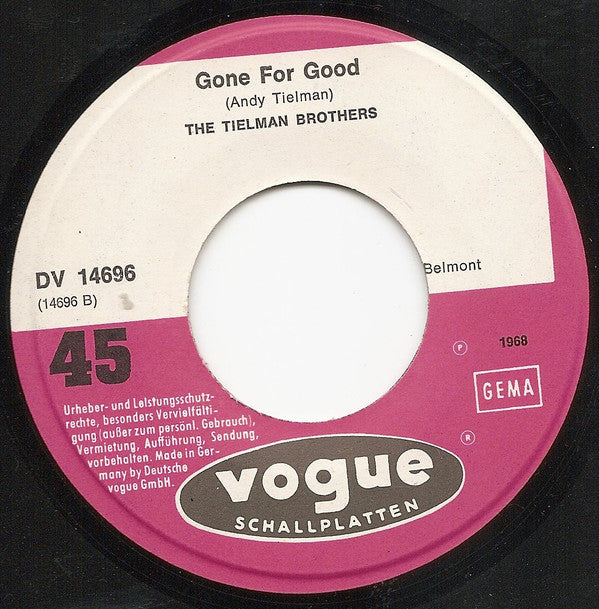 Gone For Good
(Andy Tielman)
THE TIELMAN BROTHERS
DV 14696
(14696 B)
Belmont
45
℗ 1968
GEMA
Urheber- und Leistungsschutz-
rechte, besonders Vervielfälti-
gung (außer zum persönl. Gebrauch),
Vermietung, Aufführung, Sendung,
vorbehalten. Made in Ger-
many by Deutsche
vogue GmbH.
®
vogue
SCHALLPLATTEN